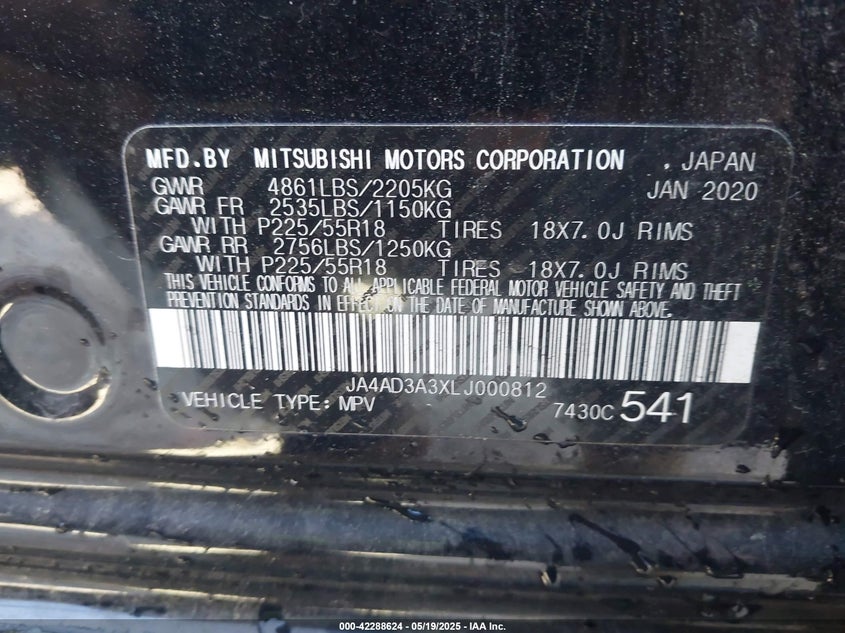 MFD.BY MITSUBISHI MOTORS CORPORATION , JAPAN
GVWR 4861LBS/2205KG JAN 2020
GAWR FR 2535LBS/1150KG
WITH P225/55R18 TIRES 18X7.0J RIMS
GAWR RR 2756LBS/1250KG
WITH P225/55R18 TIRES 18X7.0J RIMS
THIS VEHICLE CONFORMS TO ALL APPLICABLE FEDERAL MOTOR VEHICLE SAFETY AND THEFT
PREVENTION STANDARDS IN EFFECT ON THE DATE OF MANUFACTURE SHOWN ABOVE.
JA4AD3A3XLJ000812
VEHICLE TYPE: MPV 7430C 541
000-42288624 - 05/19/2025 - IAA Inc.